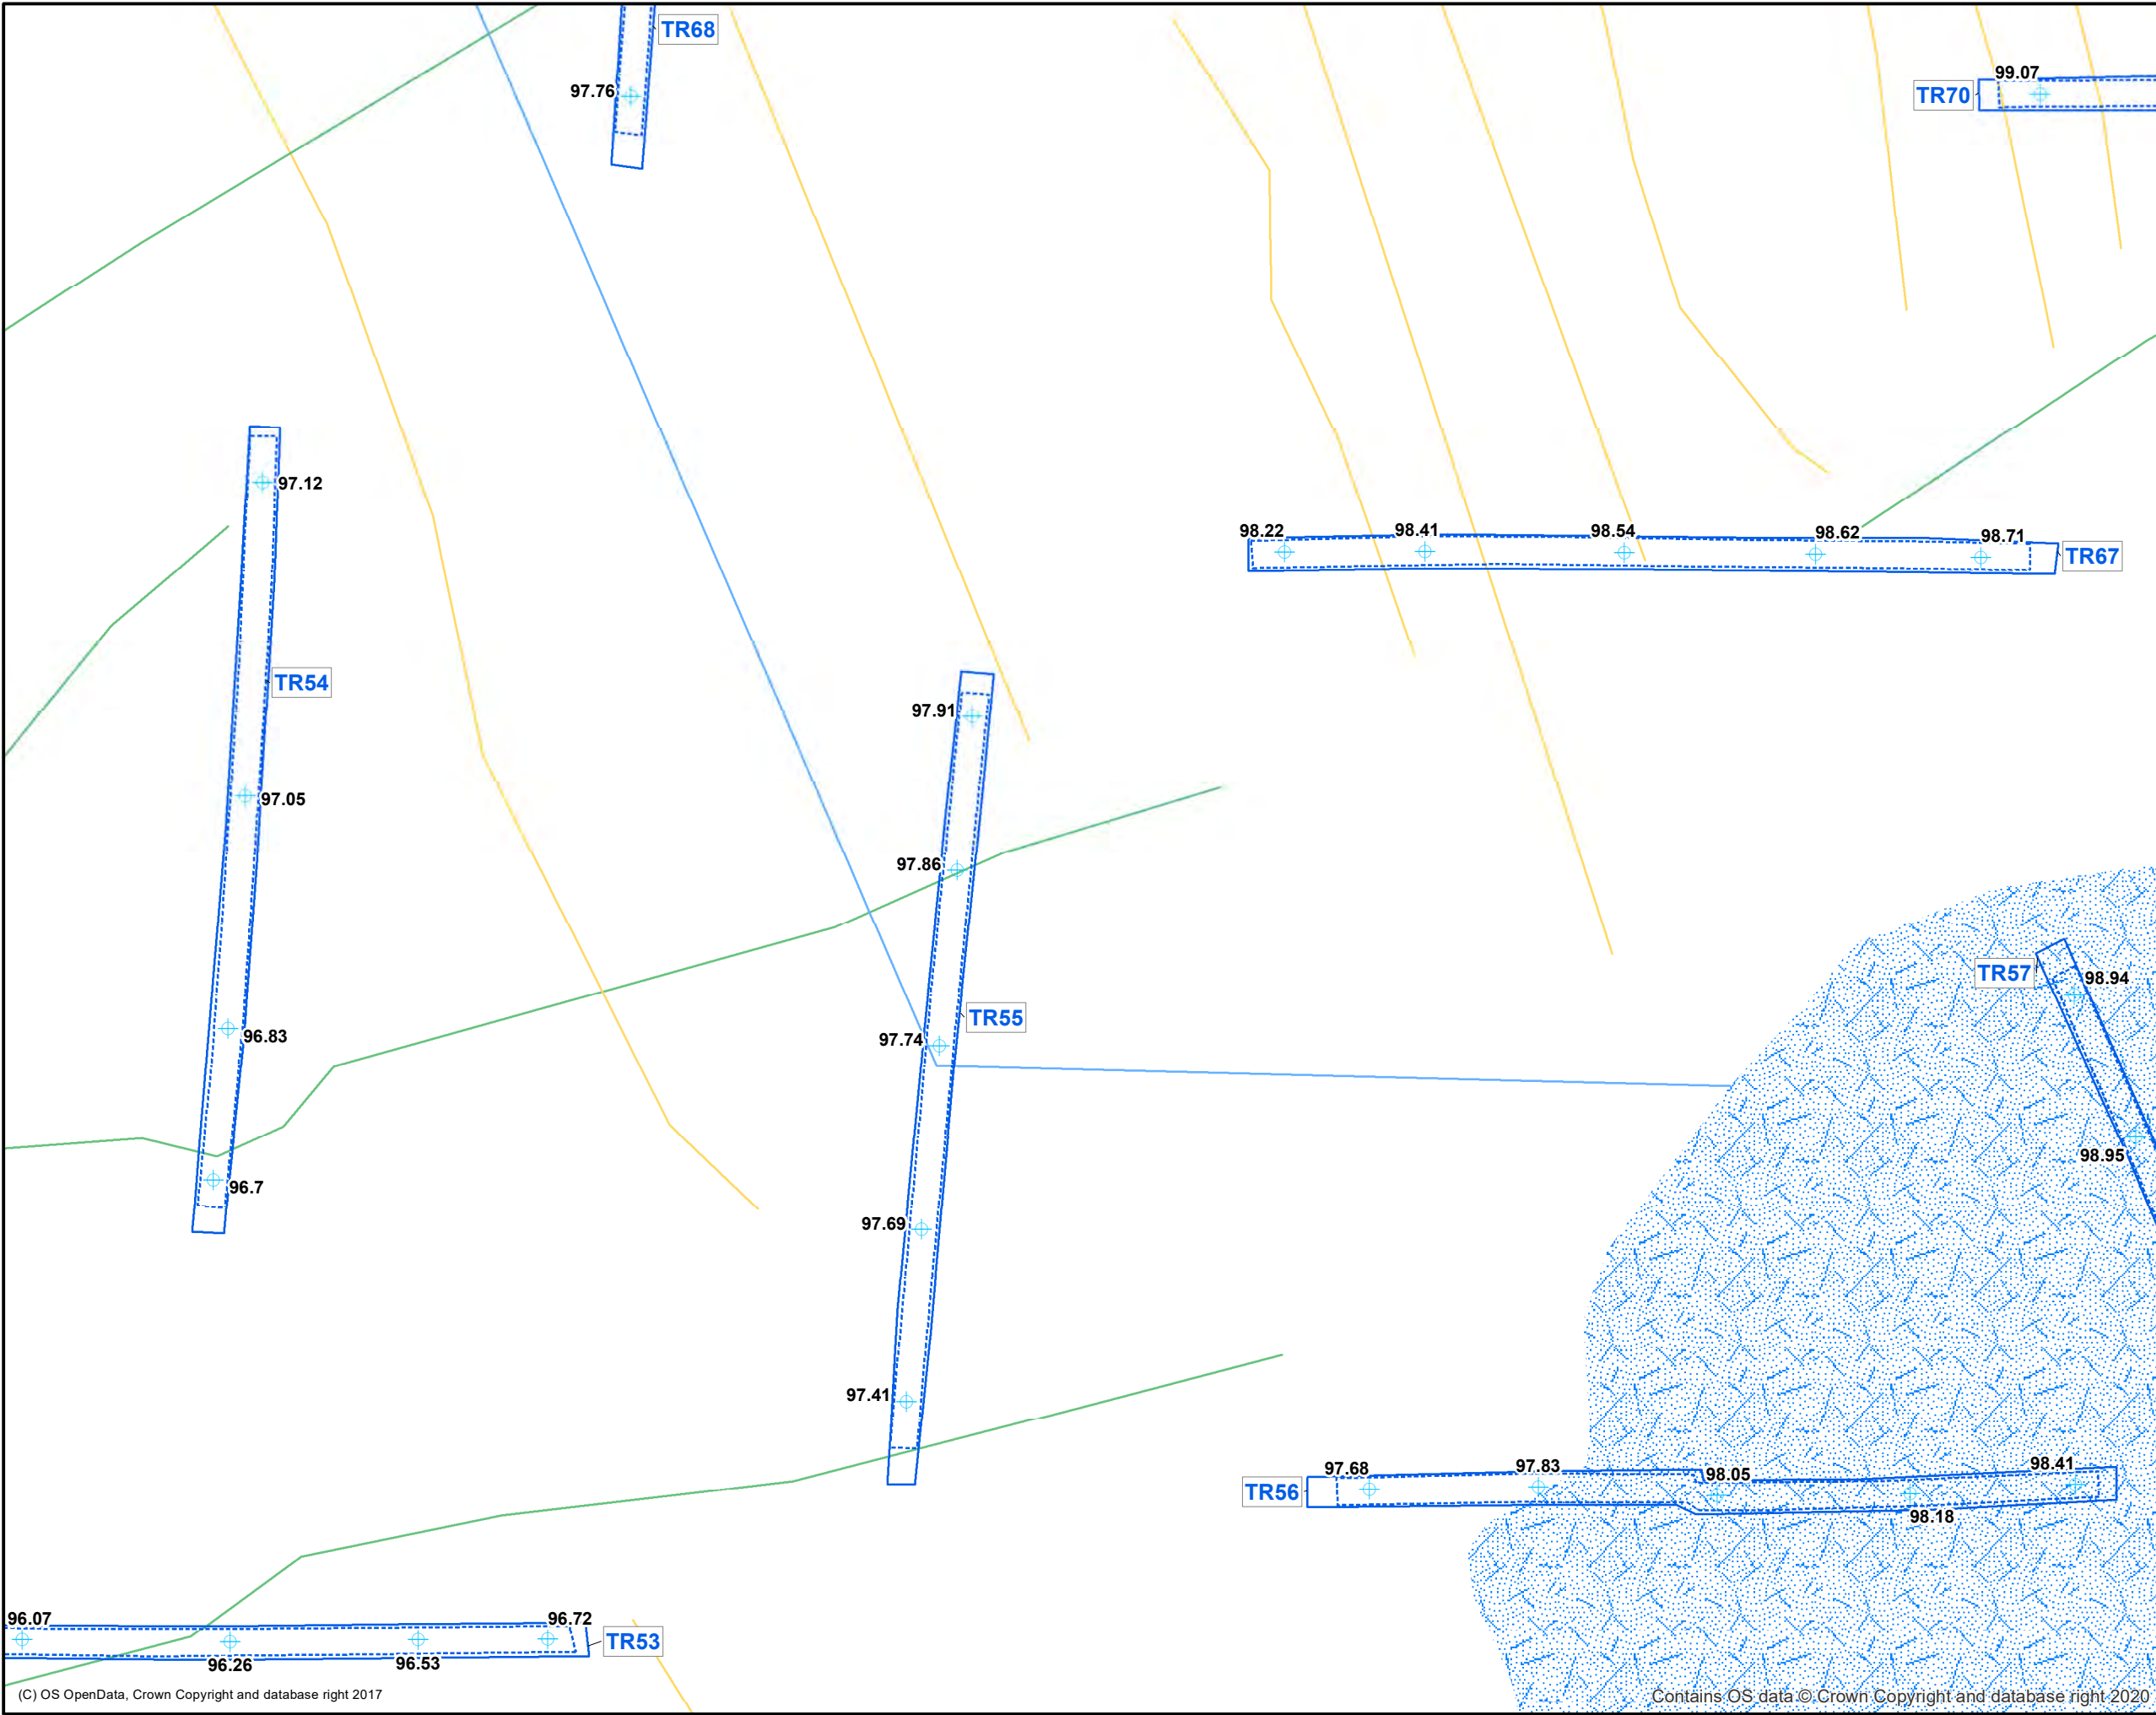 TR68
99.07
97.76
TR70
97.12
98.22
98.41
98.54
98.62
98.71
TR67
TR54
97.91
97.05
97.86
TR57
98.94
TR55
96.83
97.74
98.95
96.7
97.69
97.41
97.68
97.83
98.05
98.41
TR56
98.18
96.07
96.72
TR53
96.26
96.53
(C) OS OpenData, Crown Copyright and database right 2017
Contains OS data © Crown Copyright and database right 2020